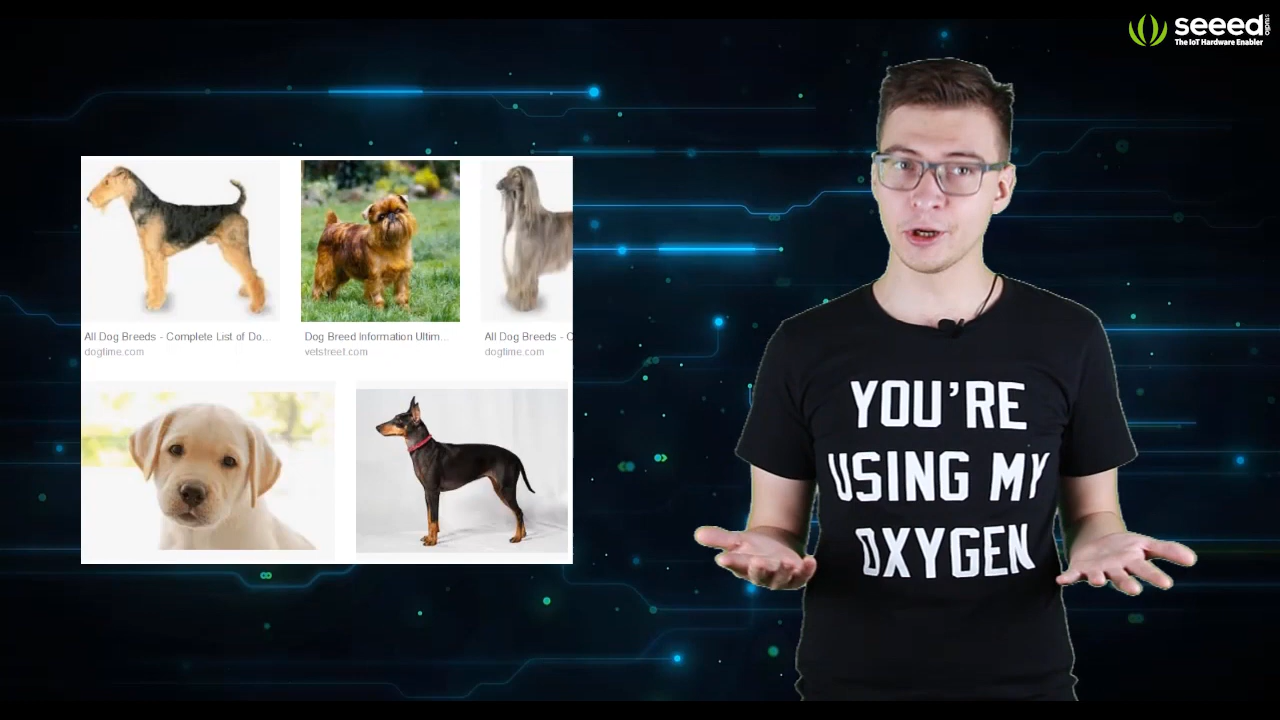 seeed
studio
The IoT Hardware Enabler
All Dog Breeds - Complete List of Do...
dogtime.com
Dog Breed Information Ultim...
vetstreet.com
All Dog Breeds - C
dogtime.com
YOU'RE
USING MY
OXYGEN